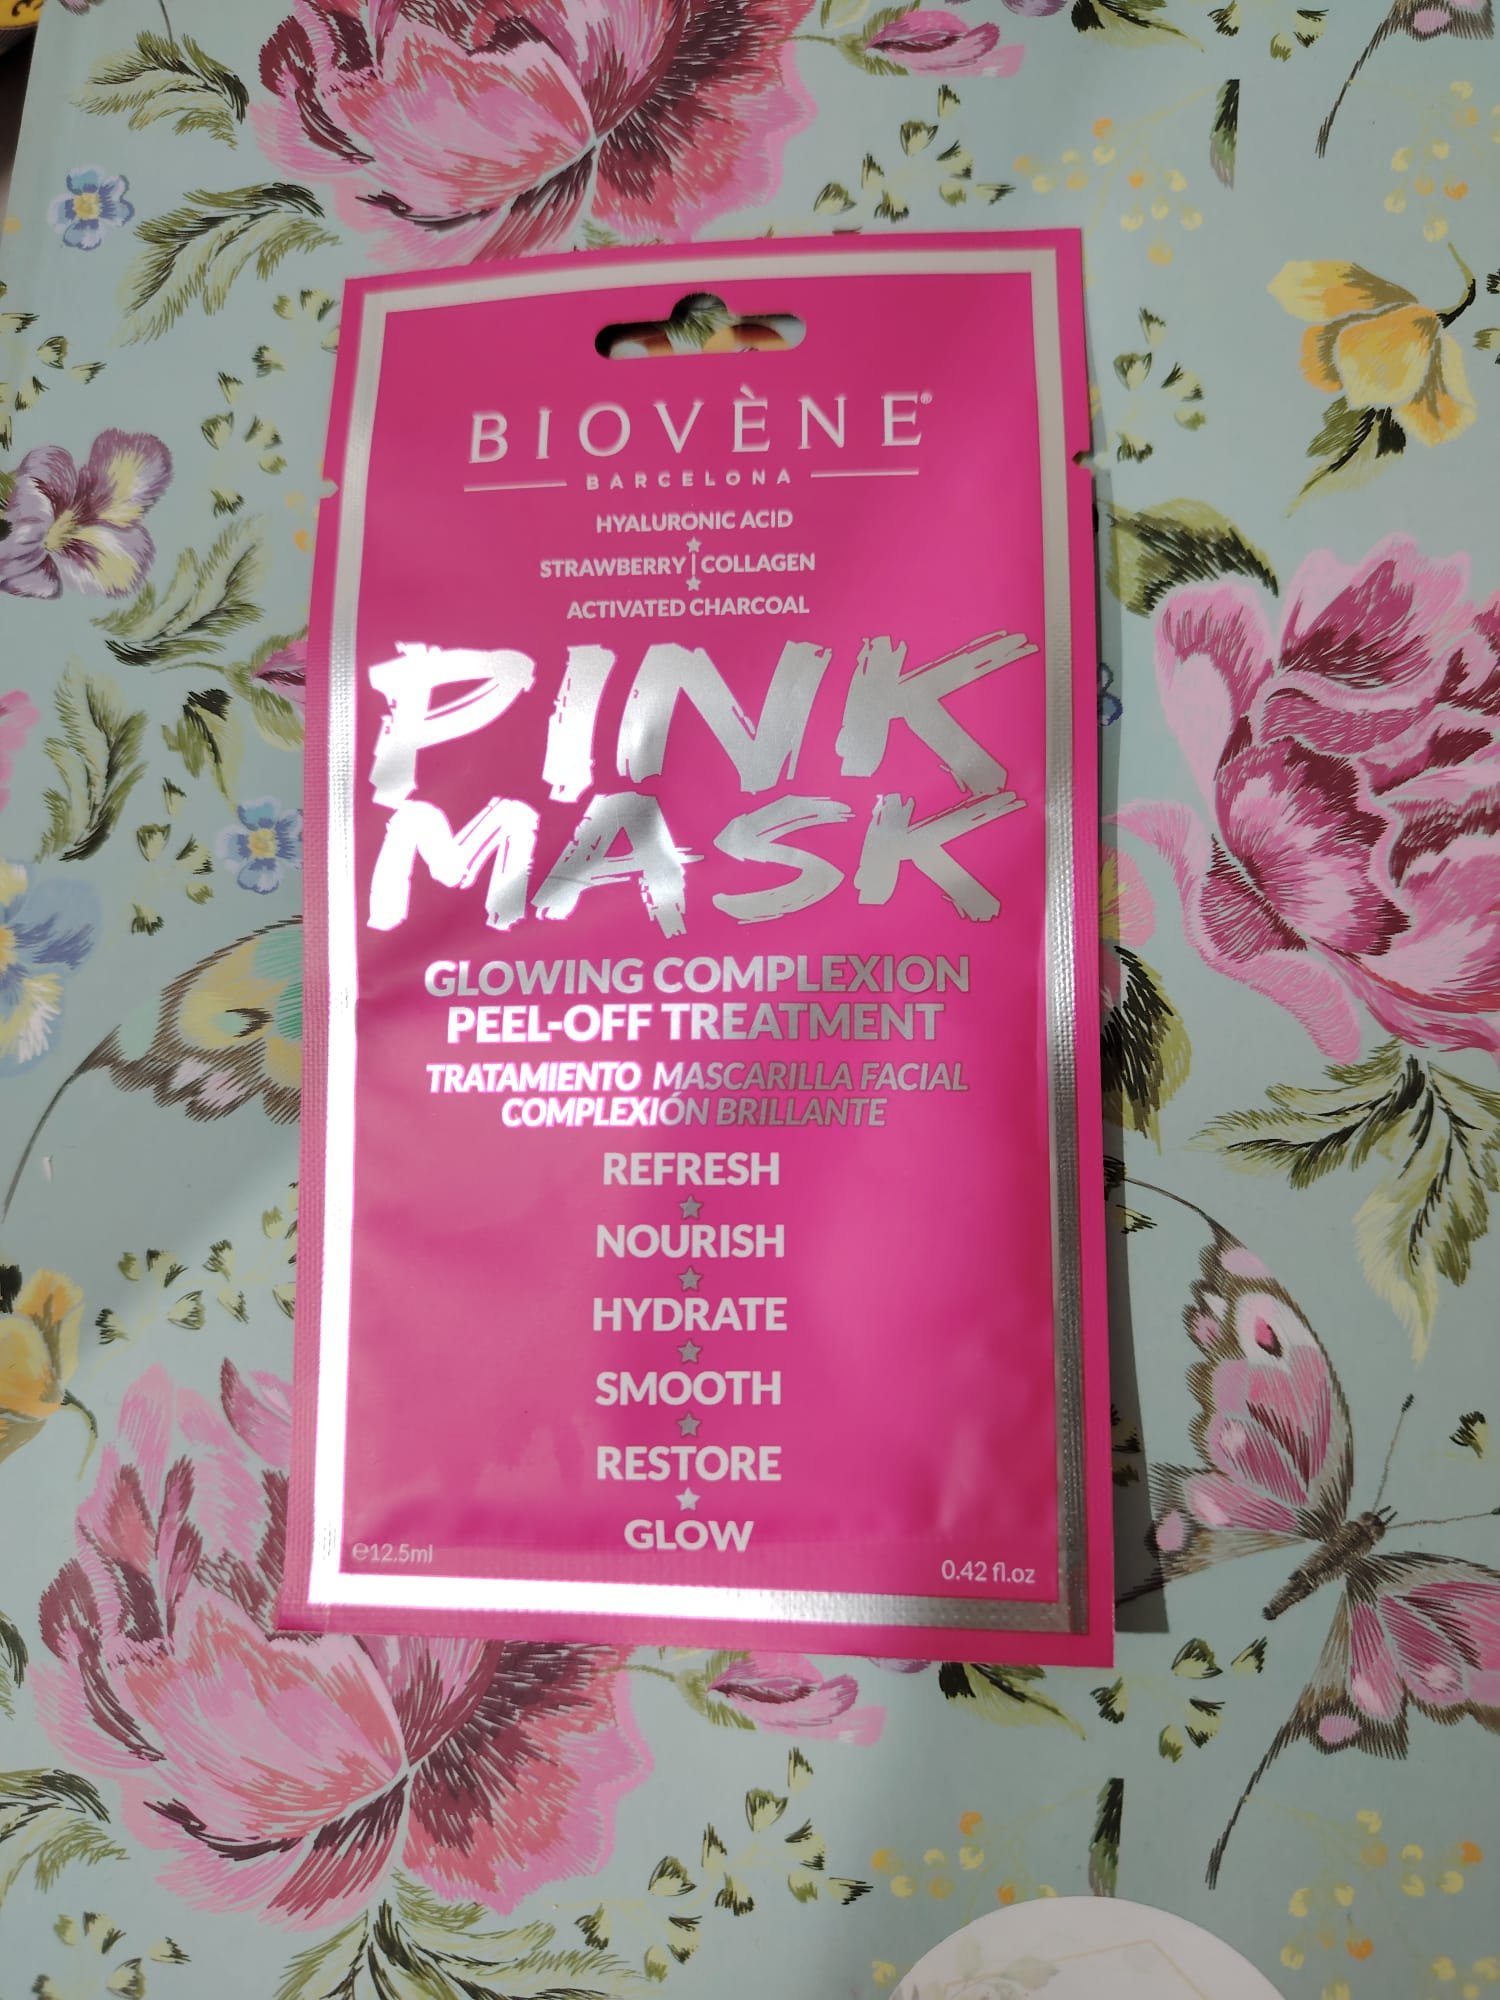 BIOVÈNE®
BARCELONA
HYALURONIC ACID
STRAWBERRY | COLLAGEN
ACTIVATED CHARCOAL
PINK
MASK
GLOWING COMPLEXION
PEEL-OFF TREATMENT
TRATAMIENTO MASCARILLA FACIAL
COMPLEXIÓN BRILLANTE
REFRESH
NOURISH
HYDRATE
SMOOTH
RESTORE
GLOW
℮12.5ml
0.42 fl.oz